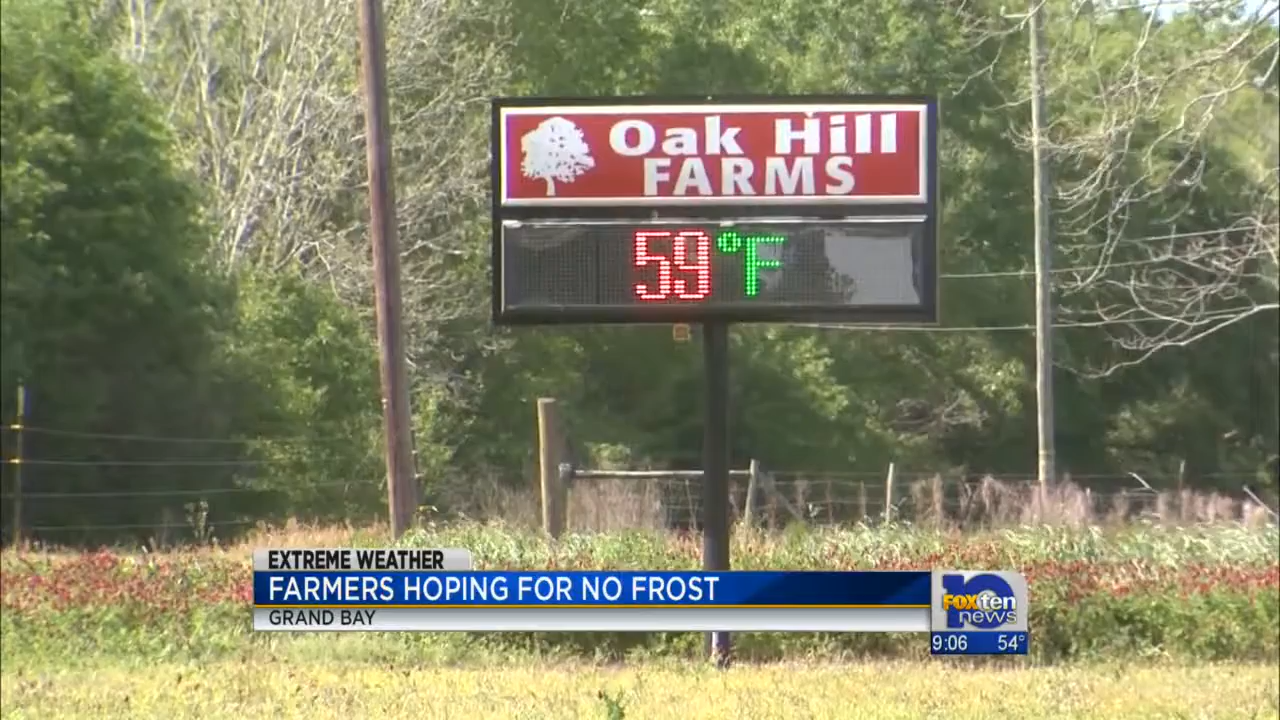 Oak Hill
FARMS
59°F
EXTREME WEATHER
FARMERS HOPING FOR NO FROST
GRAND BAY
10
FOX ten
news
9:06 54°